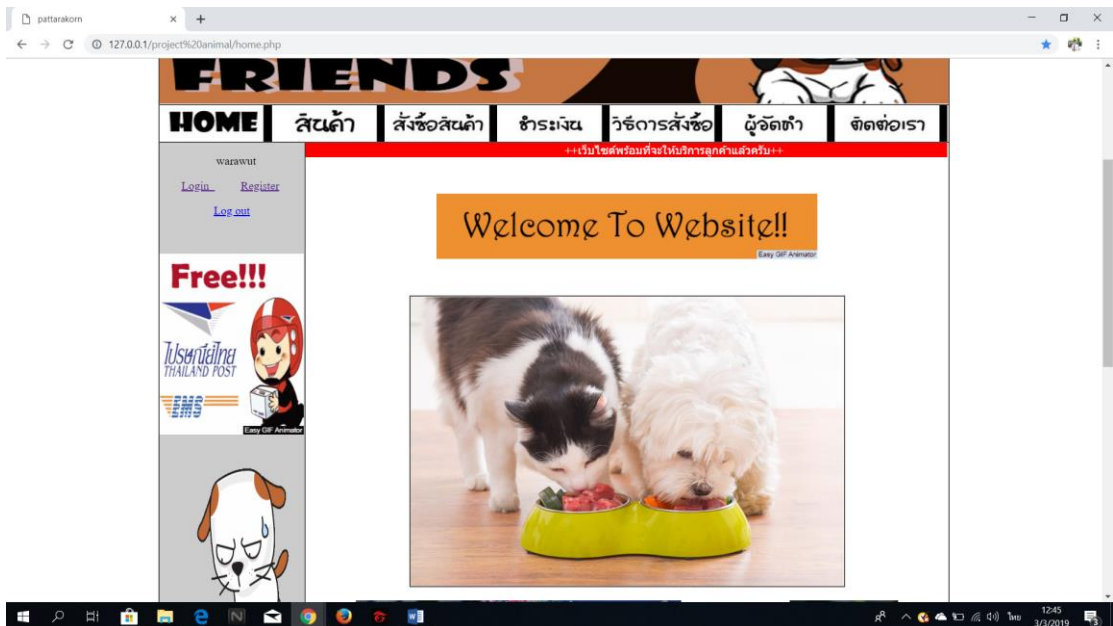 pattarakorn
127.0.0.1/project%20animal/home.php
FRIENDS
HOME สินค้า สั่งซื้อสินค้า ชำระเงิน วิธีการสั่งซื้อ ผู้จัดทำ ติดต่อเรา
++เว็บไซต์พร้อมที่จะให้บริการลูกค้าแล้วครับ++
warawut
Login Register
Log out
Welcome To Website!!
Easy GIF Animator
Free!!!
ไปรษณีย์ไทย
THAILAND POST
EMS
Easy GIF Animator
ไทย
12:45
3/3/2019
3